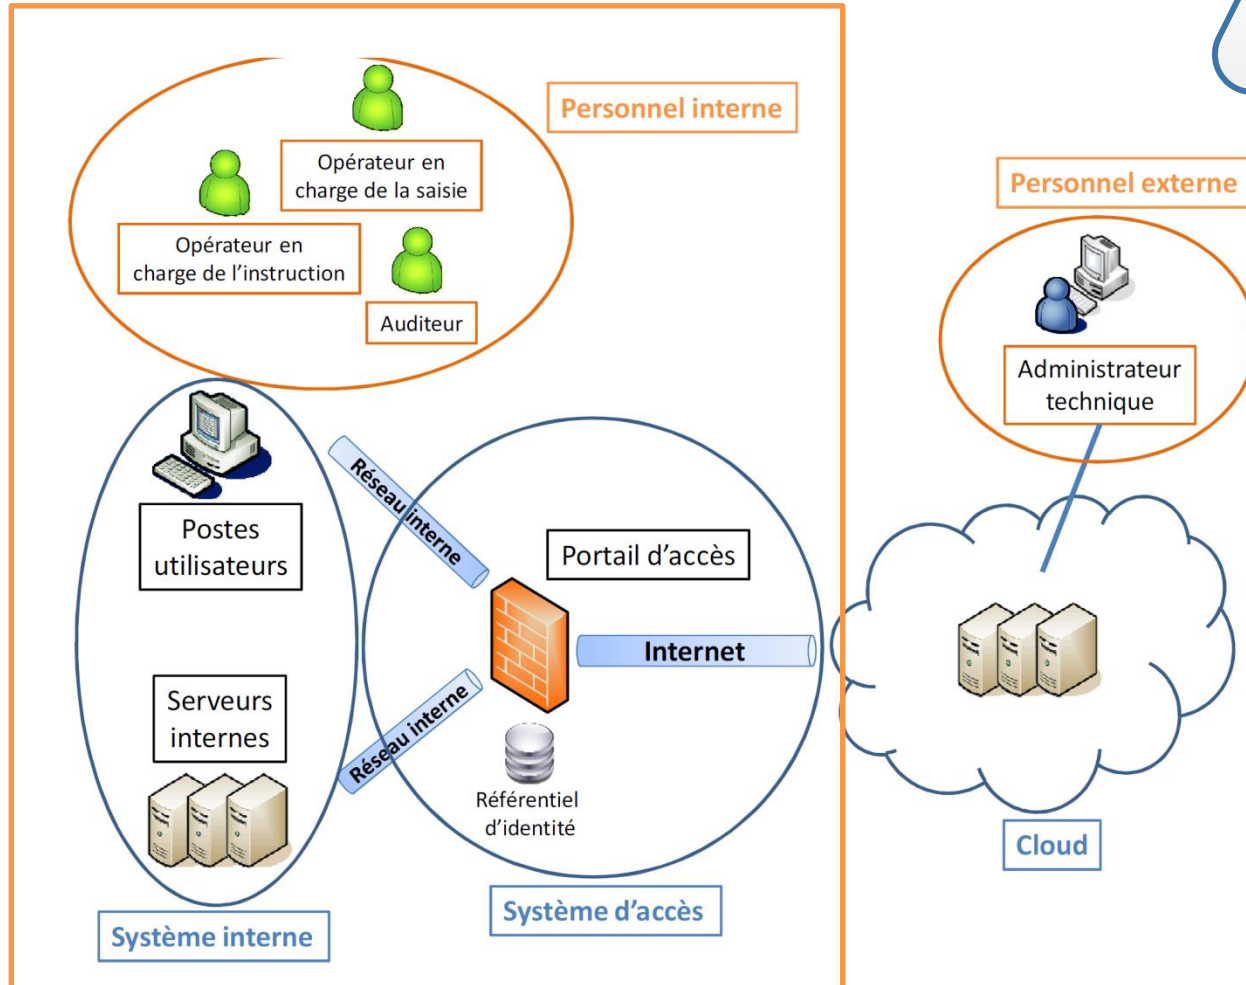 Personnel interne
Opérateur en
charge de la saisie
Opérateur en
charge de l'instruction
Auditeur
Personnel externe
Administrateur
technique
Postes
utilisateurs
Réseau interne
Portail d'accès
Internet
Serveurs
internes
Réseau interne
Référentiel
d'identité
Cloud
Système d'accès
Système interne